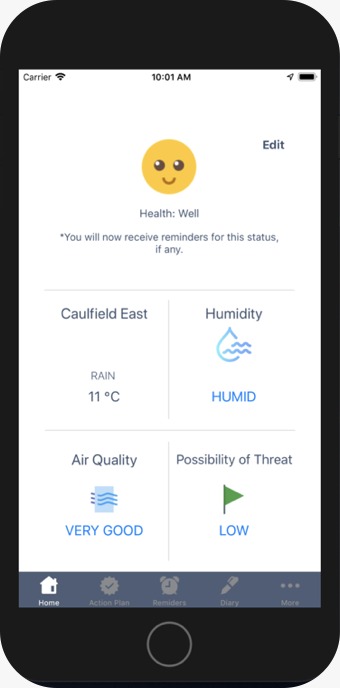 Carrier 10:01 AM
Edit
Health: Well
*You will now receive reminders for this status,
if any.
Caulfield East Humidity
RAIN
11 °C HUMID
Air Quality Possibility of Threat
VERY GOOD LOW
Home Action Plan Remiders Diary More